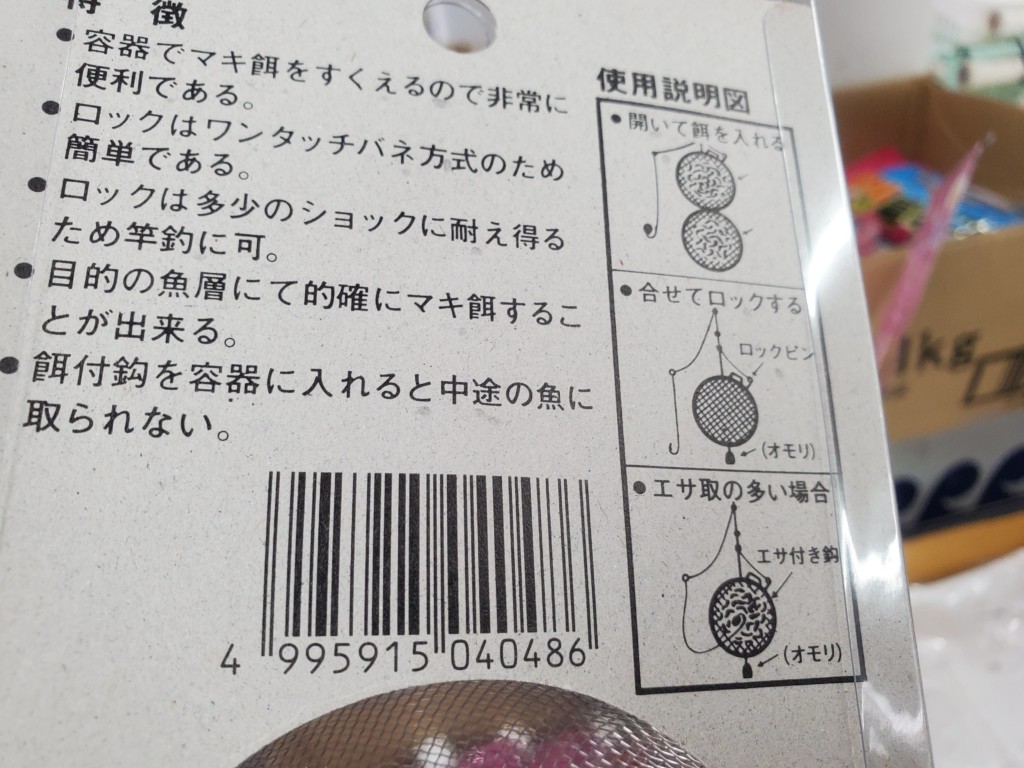 特 徴
● 容器でマキ餌をすくえるので非常に
便利である。
● ロックはワンタッチバネ方式のため
簡単である。
● ロックは多少のショックに耐え得る
ため竿釣に可。
● 目的の魚層にて的確にマキ餌するこ
とが出来る。
● 餌付鈎を容器に入れると中途の魚に
取られない。
4 995915 040486
使用説明図
● 開いて餌を入れる
● 合せてロックする
ロックピン
(オモリ)
● エサ取の多い場合
エサ付き鈎
(オモリ)
kg